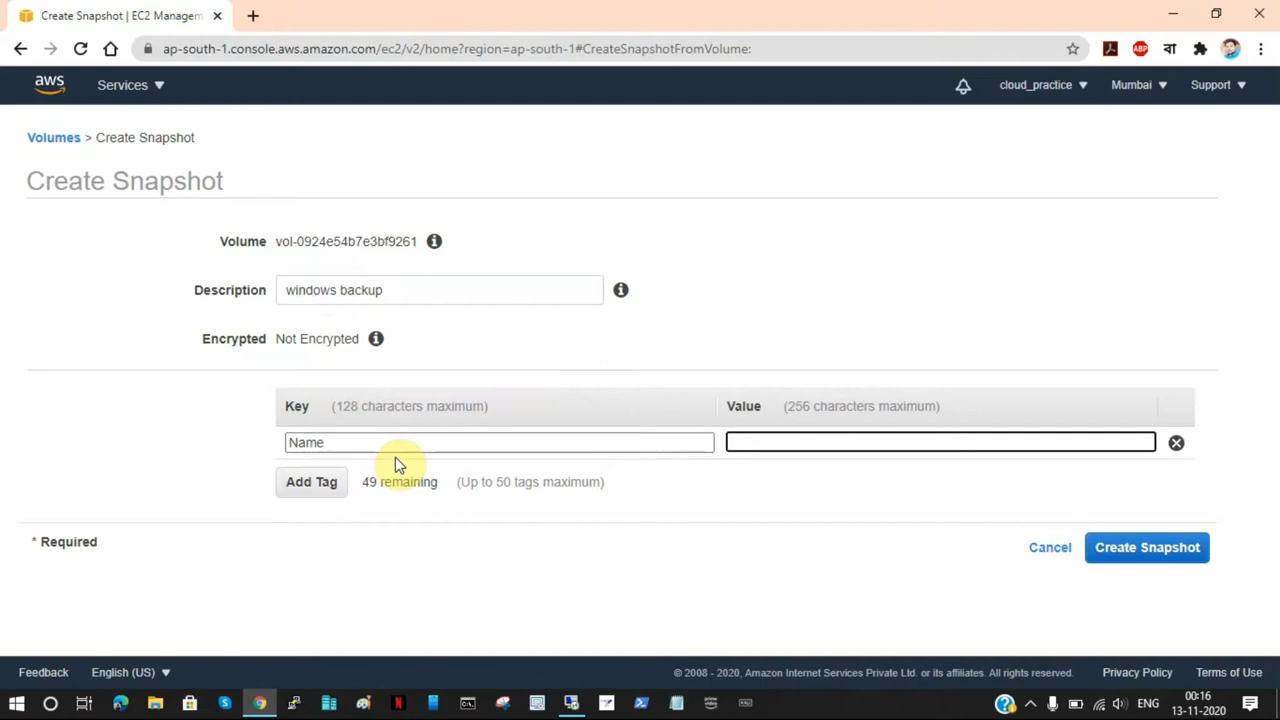 Create Snapshot | EC2 Managem
ap-south-1.console.aws.amazon.com/ec2/v2/home?region=ap-south-1#CreateSnapshotFromVolume:
ABP
বা
aws Services cloud_practice Mumbai Support
Volumes > Create Snapshot
Create Snapshot
Volume vol-0924e54b7e3bf9261
Description windows backup
Encrypted Not Encrypted
Key (128 characters maximum) Value (256 characters maximum)
Name
Add Tag 49 remaining (Up to 50 tags maximum)
* Required Cancel Create Snapshot
Feedback English (US) © 2008 - 2020, Amazon Internet Services Private Ltd. or its affiliates. All rights reserved. Privacy Policy Terms of Use
ENG 00:16
13-11-2020